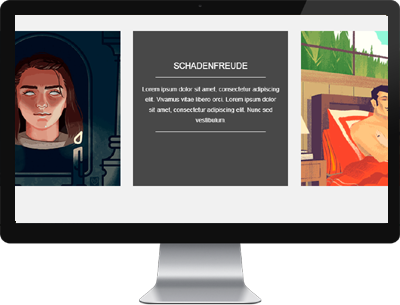 SCHADENFREUDE
Lorem ipsum dolor sit amet, consectetur adipiscing
elit. Vivamus vitae libero orci. Lorem ipsum dolor
sit amet, consectetur adipiscing elit. Nunc sed
vestibulum